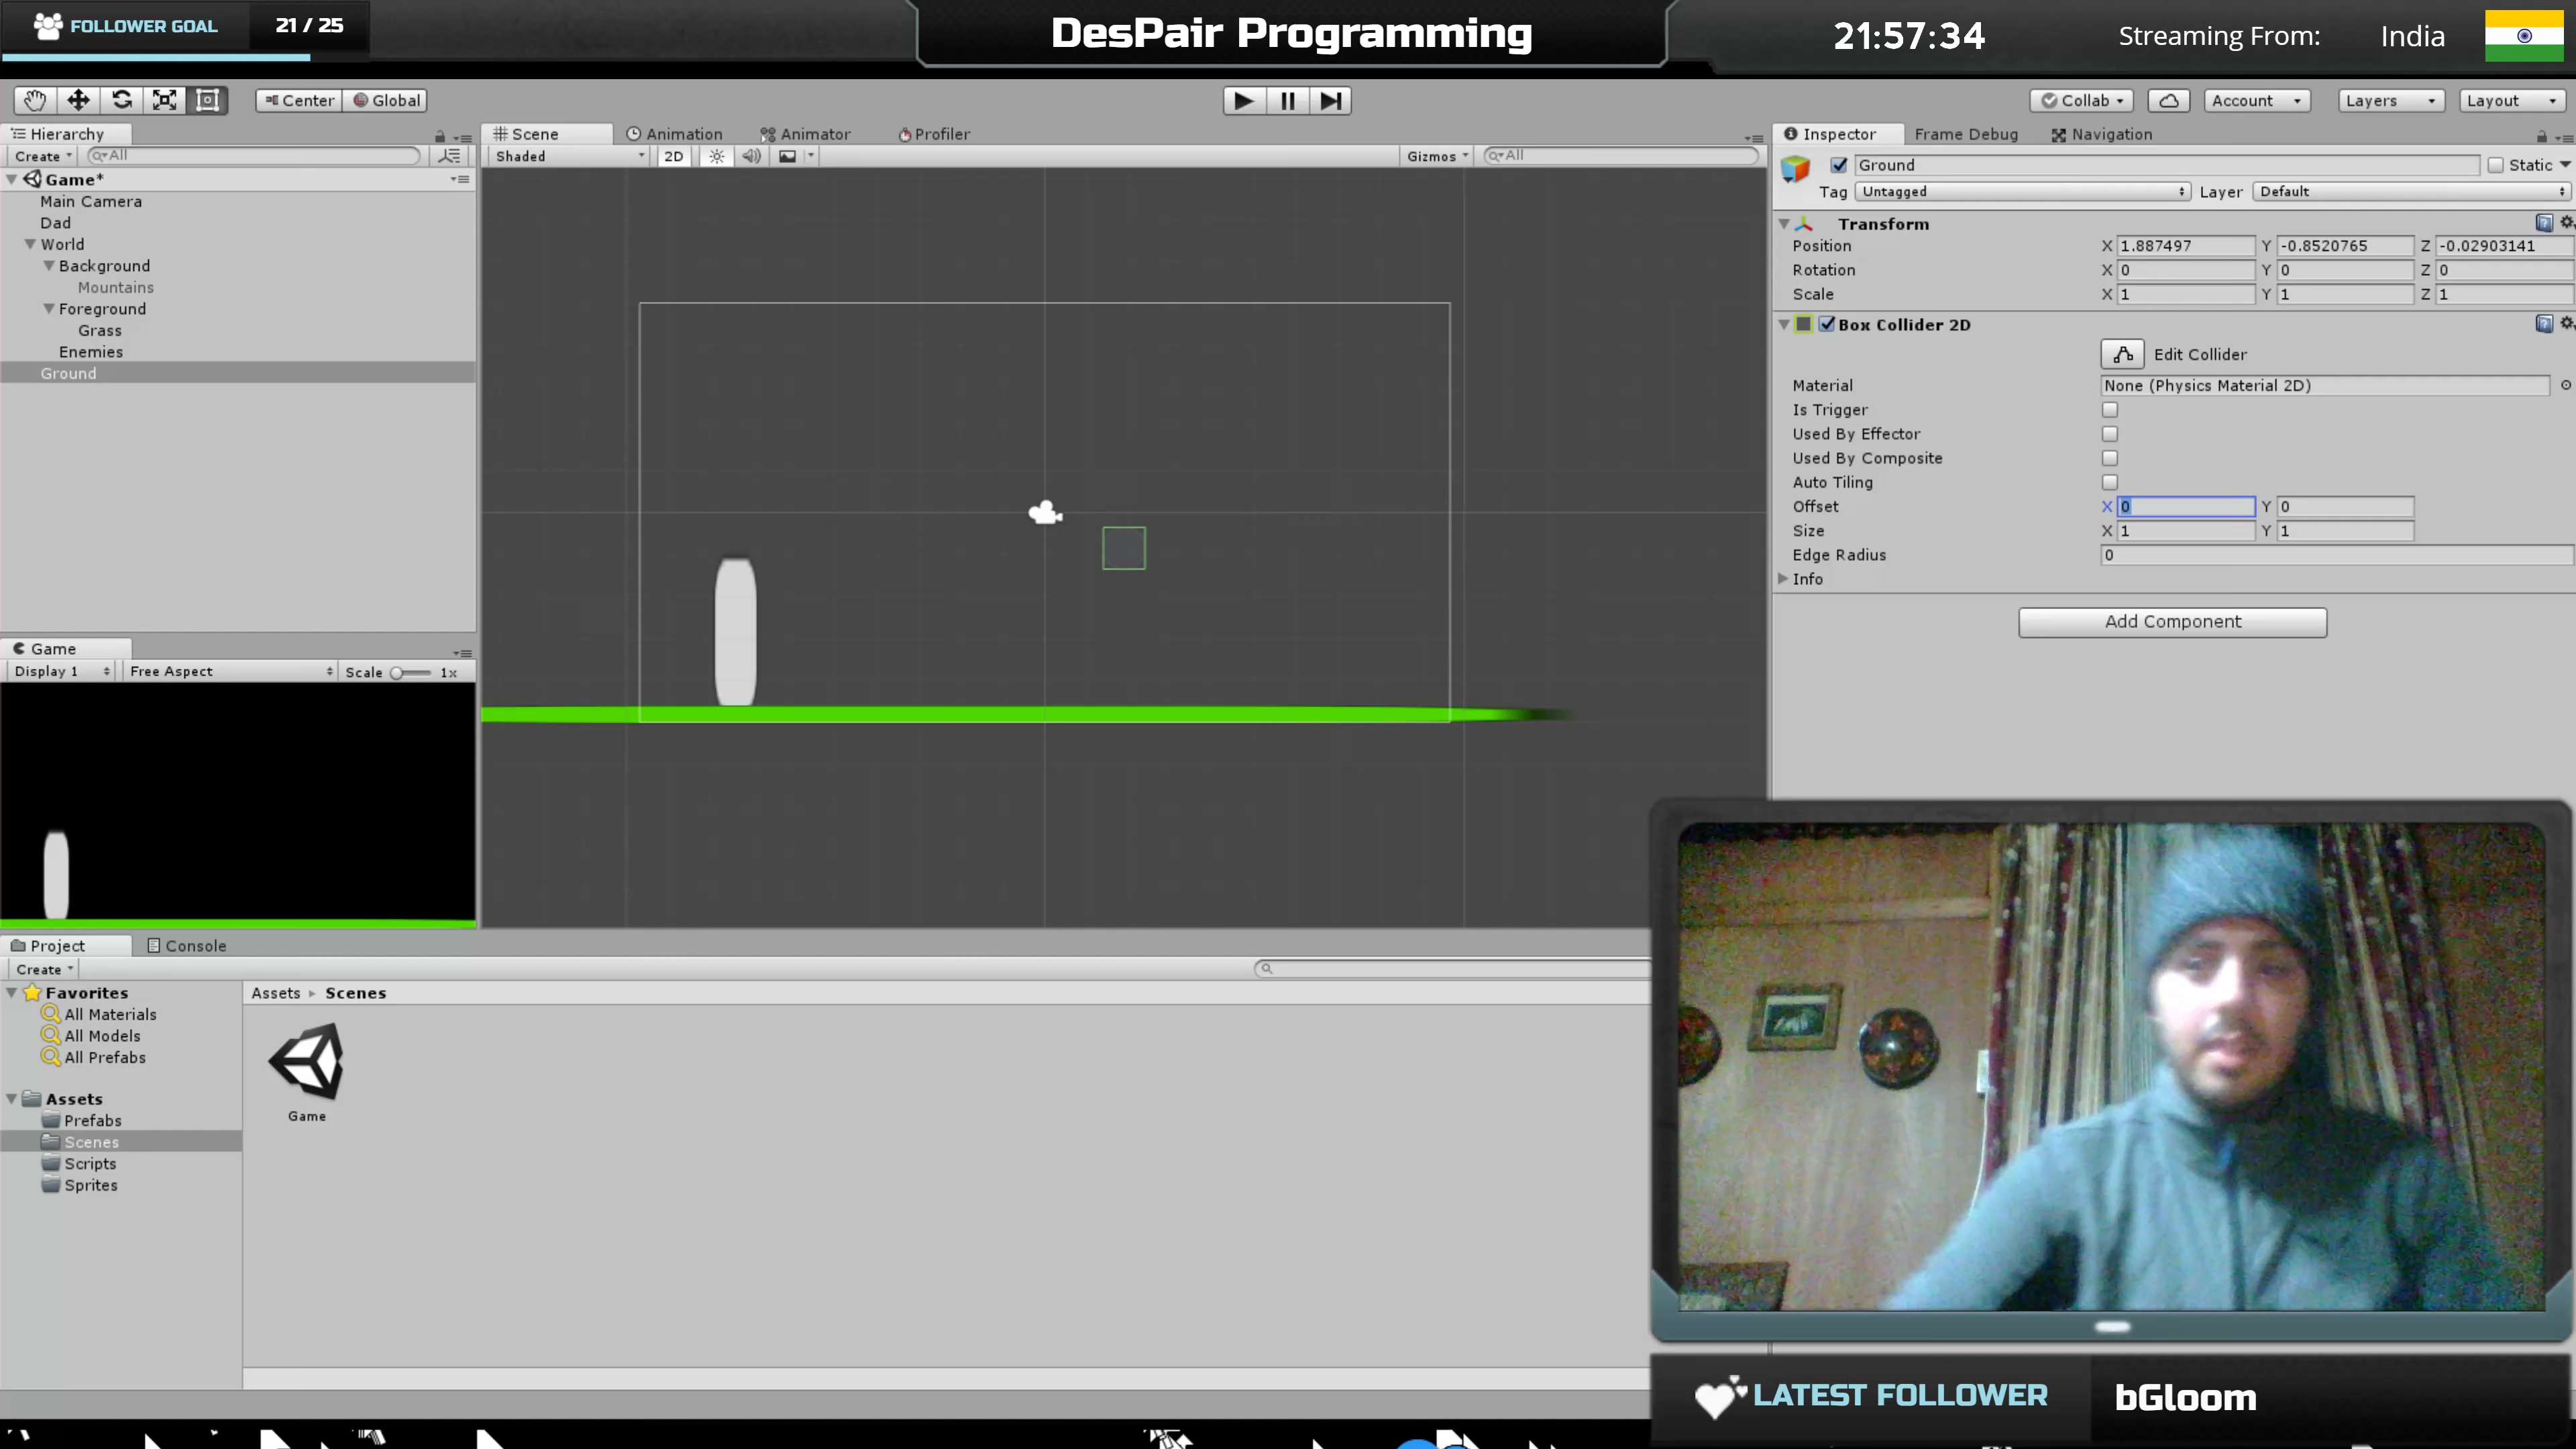 FOLLOWER GOAL 21 / 25
DesPair Programming
21:57:34
Streaming From: India
Center Global
Collab Account Layers Layout
Hierarchy
Create All
Game*
Main Camera
Dad
World
Background
Mountains
Foreground
Grass
Enemies
Ground
Scene Animation Animator Profiler
Shaded 2D Gizmos All
Inspector Frame Debug Navigation
Ground Static
Tag Untagged Layer Default
Transform
Position X 1.887497 Y -0.8520765 Z -0.02903141
Rotation X 0 Y 0 Z 0
Scale X 1 Y 1 Z 1
Box Collider 2D
Edit Collider
Material None (Physics Material 2D)
Is Trigger
Used By Effector
Used By Composite
Auto Tiling
Offset X 0 Y 0
Size X 1 Y 1
Edge Radius 0
Info
Add Component
Game
Display 1 Free Aspect Scale 1x
Project Console
Create
Favorites
All Materials
All Models
All Prefabs
Assets
Prefabs
Scenes
Scripts
Sprites
Assets Scenes
Game
LATEST FOLLOWER bGloom